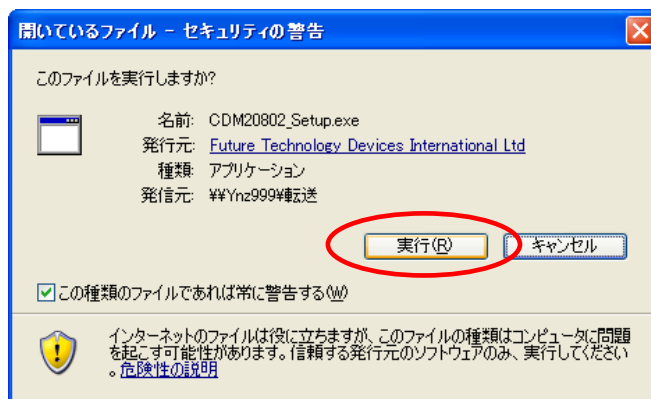 開いているファイル - セキュリティの警告
このファイルを実行しますか?
名前: CDM20802_Setup.exe
発行元: Future Technology Devices International Ltd
種類: アプリケーション
発信元: ¥¥Ynz999¥転送
実行(R) キャンセル
この種類のファイルであれば常に警告する(W)
インターネットのファイルは役に立ちますが、このファイルの種類はコンピュータに問題
を起こす可能性があります。信頼する発行元のソフトウェアのみ、実行してください
。危険性の説明